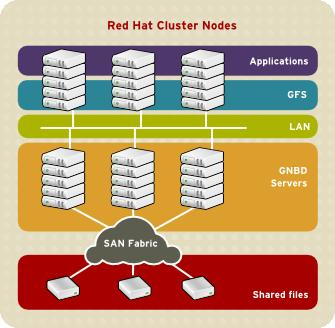 Red Hat Cluster Nodes
Applications
GFS
LAN
GNBD
Servers
SAN Fabric
Shared files